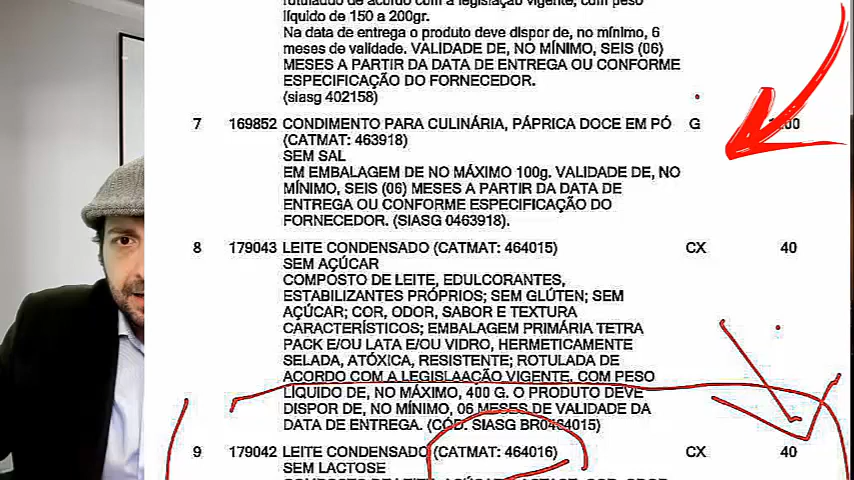 rotulado de acordo com a legislação vigente, com peso
líquido de 150 a 200gr.
Na data de entrega o produto deve dispor de, no mínimo, 6
meses de validade. VALIDADE DE, NO MÍNIMO, SEIS (06)
MESES A PARTIR DA DATA DE ENTREGA OU CONFORME
ESPECIFICAÇÃO DO FORNECEDOR.
(siasg 402158)
7 169852 CONDIMENTO PARA CULINÁRIA, PÁPRICA DOCE EM PÓ G
(CATMAT: 463918)
SEM SAL
EM EMBALAGEM DE NO MÁXIMO 100g. VALIDADE DE, NO
MÍNIMO, SEIS (06) MESES A PARTIR DA DATA DE
ENTREGA OU CONFORME ESPECIFICAÇÃO DO
FORNECEDOR. (SIASG 0463918).
8 179043 LEITE CONDENSADO (CATMAT: 464015) CX 40
SEM AÇÚCAR
COMPOSTO DE LEITE, EDULCORANTES,
ESTABILIZANTES PRÓPRIOS; SEM GLÚTEN; SEM
AÇÚCAR; COR, ODOR, SABOR E TEXTURA
CARACTERÍSTICOS; EMBALAGEM PRIMÁRIA TETRA
PACK E/OU LATA E/OU VIDRO, HERMETICAMENTE
SELADA, ATÓXICA, RESISTENTE; ROTULADA DE
ACORDO COM A LEGISLAAÇÃO VIGENTE, COM PESO
LÍQUIDO DE, NO MÁXIMO, 400 G. O PRODUTO DEVE
DISPOR DE, NO MÍNIMO, 06 MESES DE VALIDADE DA
DATA DE ENTREGA. (CÓD. SIASG BR0464015)
9 179042 LEITE CONDENSADO (CATMAT: 464016) CX 40
SEM LACTOSE